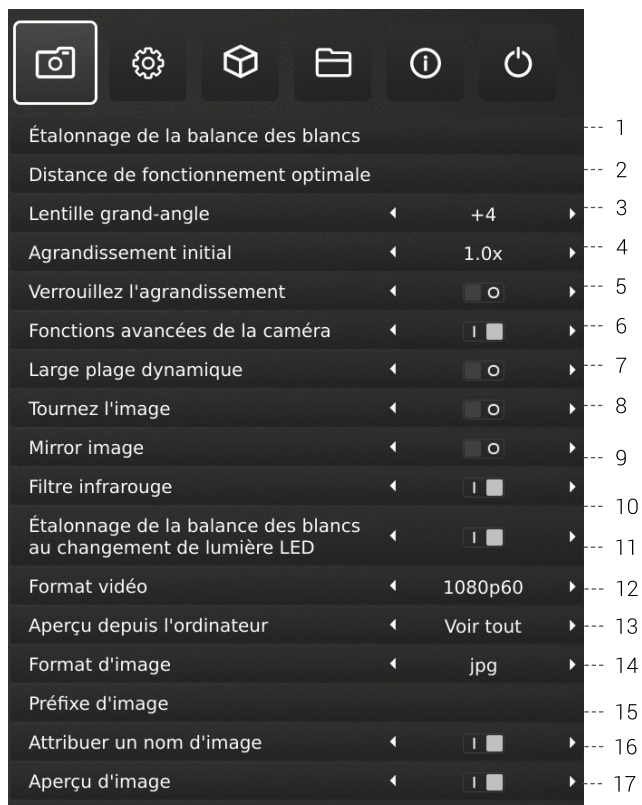 Étalonnage de la balance des blancs --- 1
Distance de fonctionnement optimale --- 2
Lentille grand-angle +4 --- 3
Agrandissement initial 1.0x --- 4
Verrouillez l'agrandissement O --- 5
Fonctions avancées de la caméra I --- 6
Large plage dynamique O --- 7
Tournez l'image O --- 8
Mirror image O --- 9
Filtre infrarouge I --- 10
Étalonnage de la balance des blancs
au changement de lumière LED I --- 11
Format vidéo 1080p60 --- 12
Aperçu depuis l'ordinateur Voir tout --- 13
Format d'image jpg --- 14
Préfixe d'image --- 15
Attribuer un nom d'image I --- 16
Aperçu d'image I --- 17